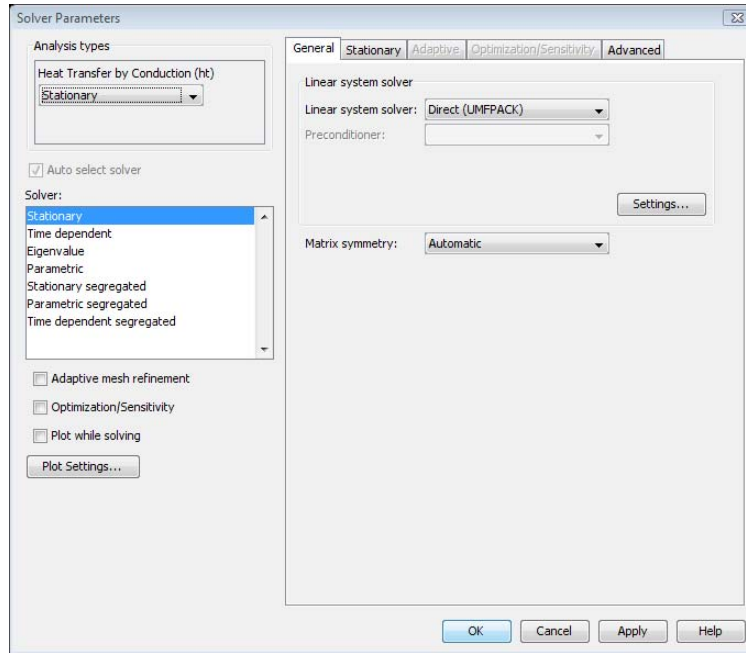 Solver Parameters
Analysis types
Heat Transfer by Conduction (ht)
Stationary
Auto select solver
Solver:
Stationary
Time dependent
Eigenvalue
Parametric
Stationary segregated
Parametric segregated
Time dependent segregated
Adaptive mesh refinement
Optimization/Sensitivity
Plot while solving
Plot Settings...
General Stationary Adaptive Optimization/Sensitivity Advanced
Linear system solver
Linear system solver: Direct (UMFPACK)
Preconditioner:
Settings...
Matrix symmetry: Automatic
OK Cancel Apply Help